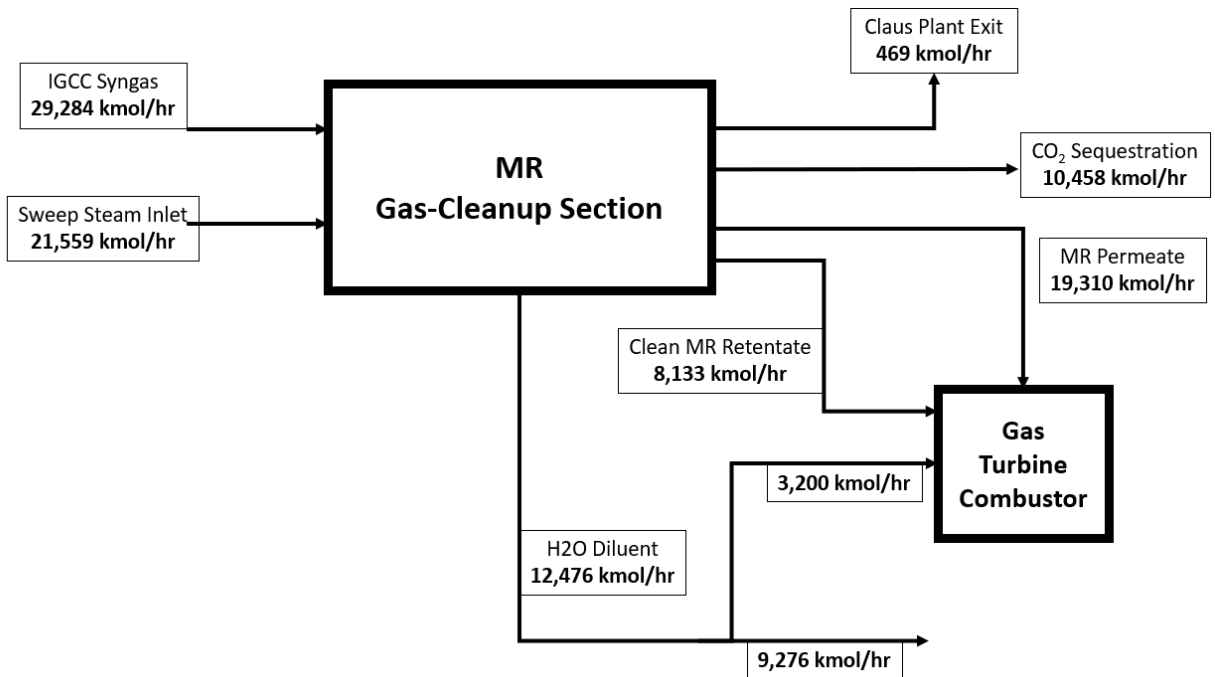 Claus Plant Exit
469 kmol/hr
IGCC Syngas
29,284 kmol/hr
MR
Gas-Cleanup Section
CO₂ Sequestration
10,458 kmol/hr
Sweep Steam Inlet
21,559 kmol/hr
MR Permeate
19,310 kmol/hr
Clean MR Retentate
8,133 kmol/hr
Gas
Turbine
Combustor
3,200 kmol/hr
H2O Diluent
12,476 kmol/hr
9,276 kmol/hr